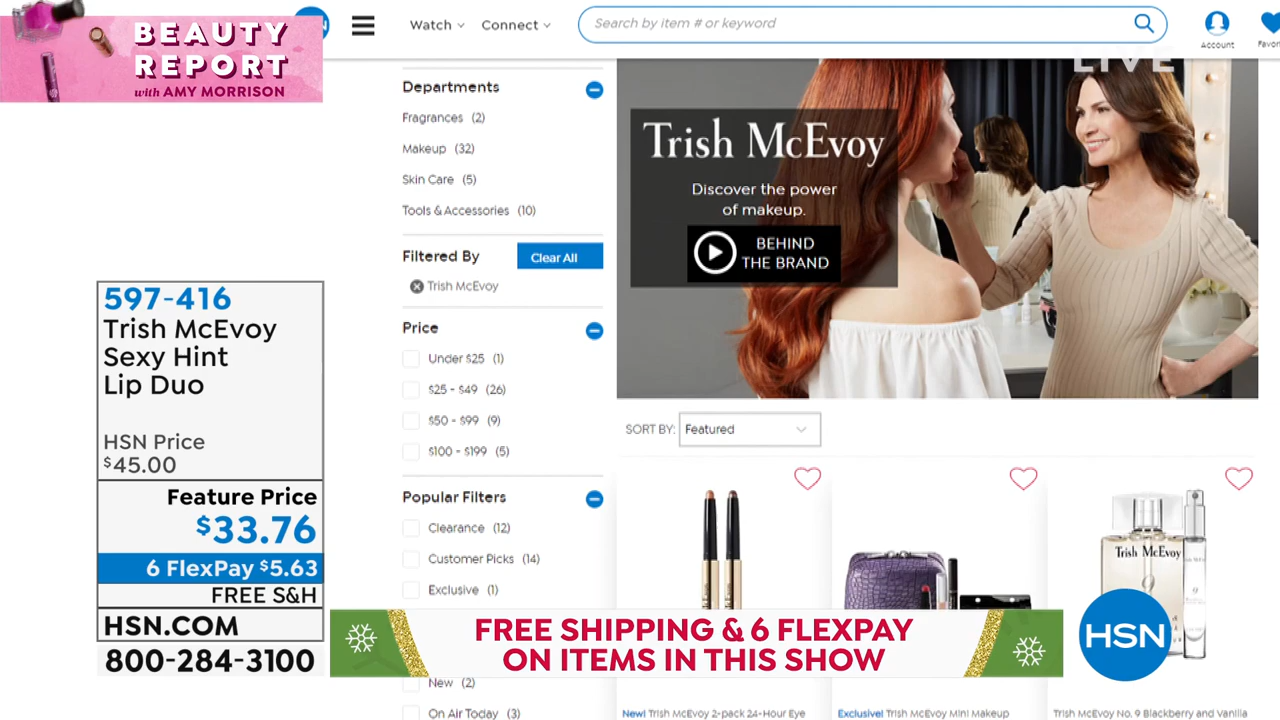 BEAUTY
REPORT
with AMY MORRISON
Watch
Connect
Search by item # or keyword
Account
LIVE
Departments
Fragrances (2)
Makeup (32)
Skin Care (5)
Tools & Accessories (10)
Filtered By
Clear All
Trish McEvoy
Price
Under $25 (1)
$25 - $49 (26)
$50 - $99 (9)
$100 - $199 (5)
Popular Filters
Clearance (12)
Customer Picks (14)
Exclusive (1)
New (2)
On Air Today (3)
Trish McEvoy
Discover the power
of makeup.
BEHIND
THE BRAND
SORT BY: Featured
Trish McEvoy
9
New! Trish McEvoy 2-pack 24-Hour Eye
Exclusive! Trish McEvoy Mini Makeup
Trish McEvoy No. 9 Blackberry and Vanilla
597-416
Trish McEvoy
Sexy Hint
Lip Duo
HSN Price
$45.00
Feature Price
$33.76
6 FlexPay $5.63
FREE S&H
HSN.COM
800-284-3100
FREE SHIPPING & 6 FLEXPAY
ON ITEMS IN THIS SHOW
HSN